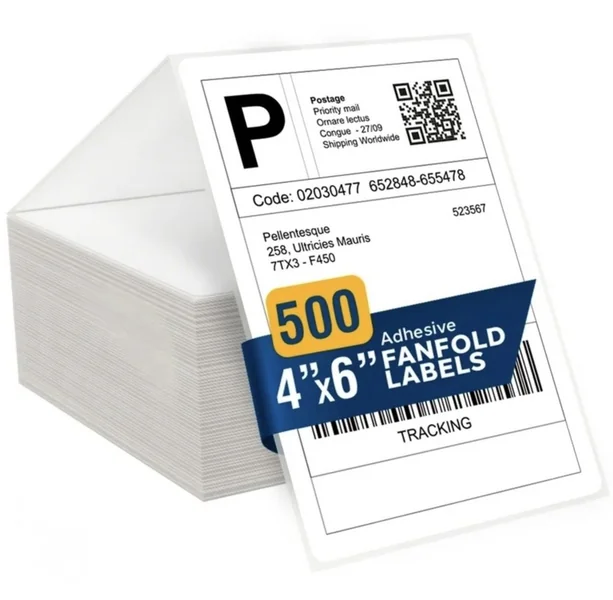 P
Postage
Priority mail
Ornare lectus
Congue - 27/09
Shipping Worldwide
Code: 02030477 652848-655478
523567
Pellentesque
258, Ultricies Mauris
7TX3 - F450
500
4”x6”
Adhesive
FANFOLD
LABELS
TRACKING